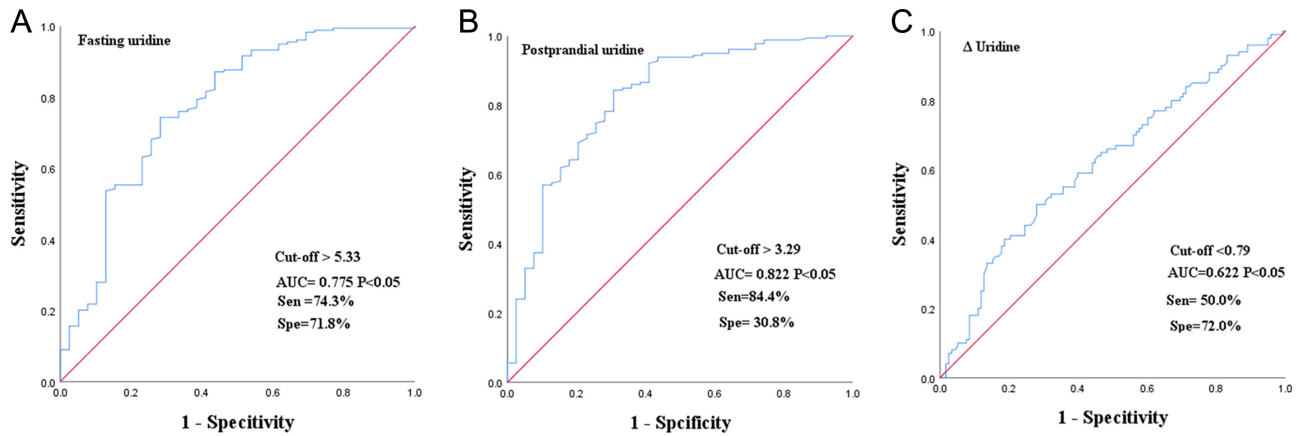 A
Fasting uridine
1.0
0.8
0.6
0.4
0.2
0.0
Sensitivity
Cut-off > 5.33
AUC= 0.775 P<0.05
Sen =74.3%
Spe=71.8%
0.0 0.2 0.4 0.6 0.8 1.0
1 - Specitivity
B
Postprandial uridine
1.0
0.8
0.6
0.4
0.2
0.0
Sensitivity
Cut-off > 3.29
AUC= 0.822 P<0.05
Sen=84.4%
Spe= 30.8%
0.0 0.2 0.4 0.6 0.8 1.0
1 - Spcificity
C
Δ Uridine
1.0
0.8
0.6
0.4
0.2
0.0
Sensitivity
Cut-off <0.79
AUC=0.622 P<0.05
Sen= 50.0%
Spe=72.0%
0.0 0.2 0.4 0.6 0.8 1.0
1 - Specitivity